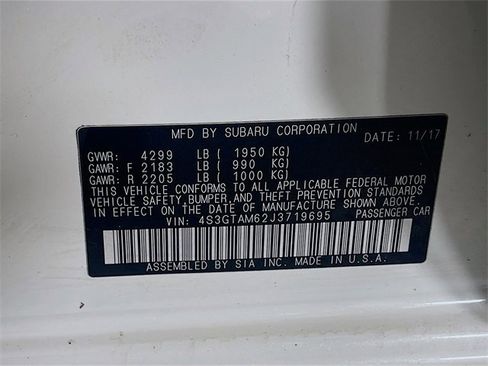 MFD BY SUBARU CORPORATION DATE: 11/17
GVWR: 4299 LB ( 1950 KG)
GAWR: F 2183 LB ( 990 KG)
GAWR: R 2205 LB ( 1000 KG)
THIS VEHICLE CONFORMS TO ALL APPLICABLE FEDERAL MOTOR
VEHICLE SAFETY, BUMPER, AND THEFT PREVENTION STANDARDS
IN EFFECT ON THE DATE OF MANUFACTURE SHOWN ABOVE.
VIN: 4S3GTAM62J3719695 PASSENGER CAR
ASSEMBLED BY SIA INC. MADE IN U.S.A.